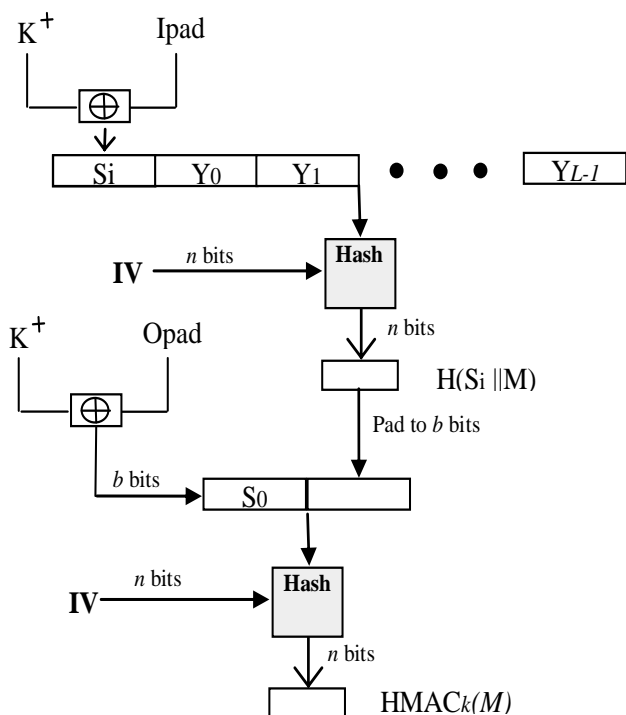 K+ Ipad
⊕
Si Y0 Y1 • • • YL-1
Hash
IV n bits
n bits
K+ Opad
H(Si ||M)
⊕
Pad to b bits
b bits S0
Hash
IV n bits
n bits
HMACk(M)